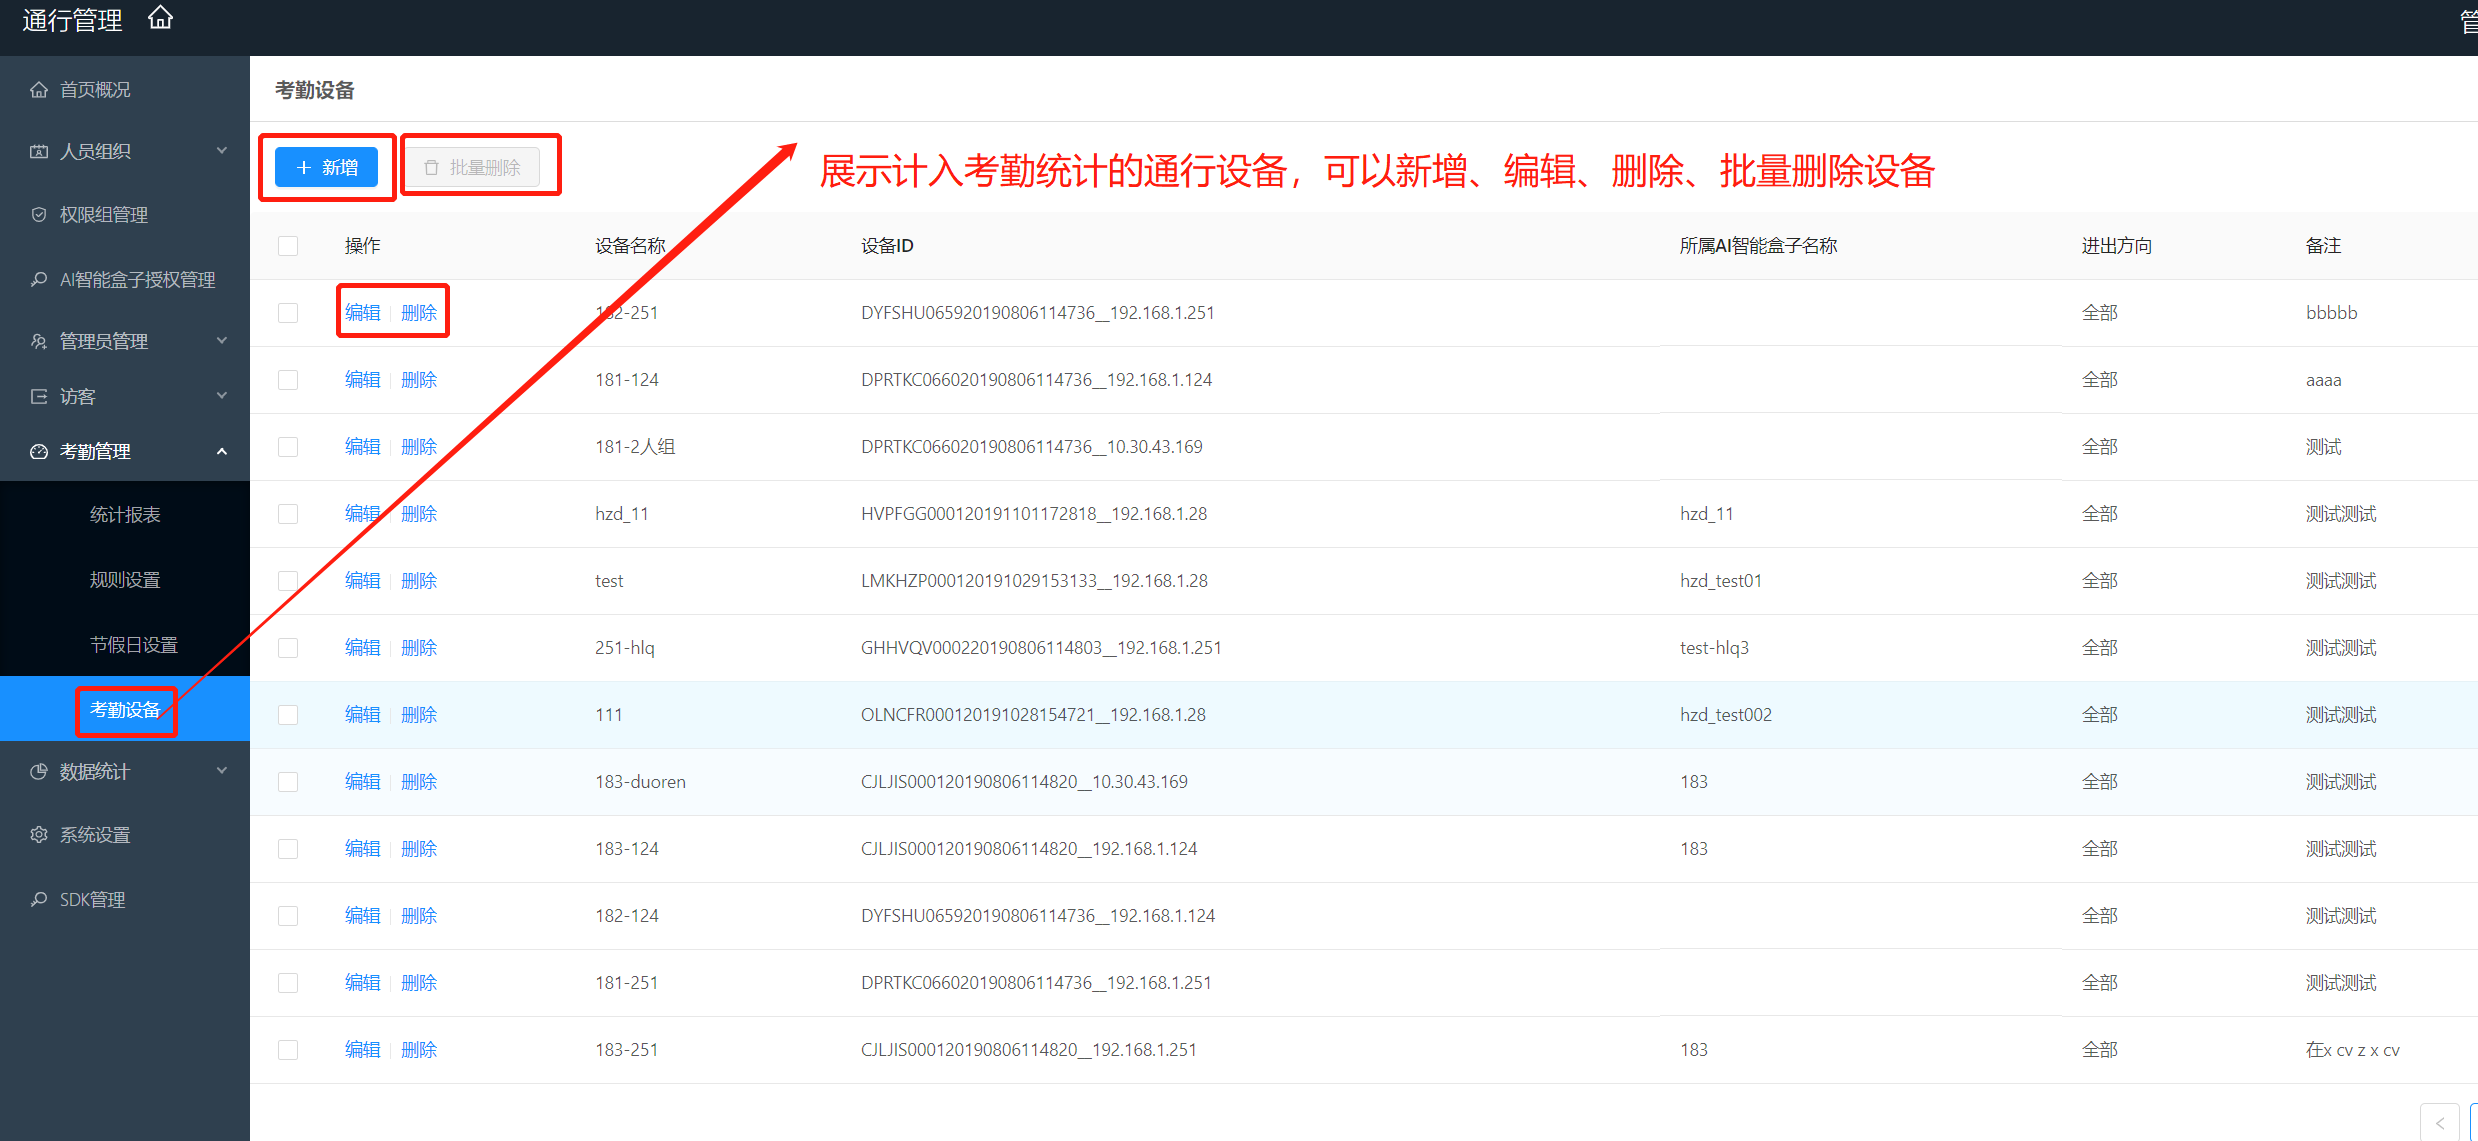 通行管理
首页概况
人员组织
权限组管理
AI智能盒子授权管理
管理员管理
访客
考勤管理
统计报表
规则设置
节假日设置
考勤设备
数据统计
系统设置
SDK管理
考勤设备
新增 批量删除
展示计入考勤统计的通行设备，可以新增、编辑、删除、批量删除设备
操作 设备名称 设备ID 所属AI智能盒子名称 进出方向 备注
编辑 删除 182-251 DYFSHU065920190806114736__192.168.1.251 全部 bbbbb
编辑 删除 181-124 DPRTKC066020190806114736__192.168.1.124 全部 aaaa
编辑 删除 181-2人组 DPRTKC066020190806114736__10.30.43.169 全部 测试
编辑 删除 hzd_11 HVPFGG000120191101172818__192.168.1.28 hzd_11 全部 测试测试
编辑 删除 test LMKHZP000120191029153133__192.168.1.28 hzd_test01 全部 测试测试
编辑 删除 251-hlq GHHVQV000220190806114803__192.168.1.251 test-hlq3 全部 测试测试
编辑 删除 111 OLNCFR000120191028154721__192.168.1.28 hzd_test002 全部 测试测试
编辑 删除 183-duoren CJLJIS000120190806114820__10.30.43.169 183 全部 测试测试
编辑 删除 183-124 CJLJIS000120190806114820__192.168.1.124 183 全部 测试测试
编辑 删除 182-124 DYFSHU065920190806114736__192.168.1.124 全部 测试测试
编辑 删除 181-251 DPRTKC066020190806114736__192.168.1.251 全部 测试测试
编辑 删除 183-251 CJLJIS000120190806114820__192.168.1.251 183 全部 在x cv z x cv